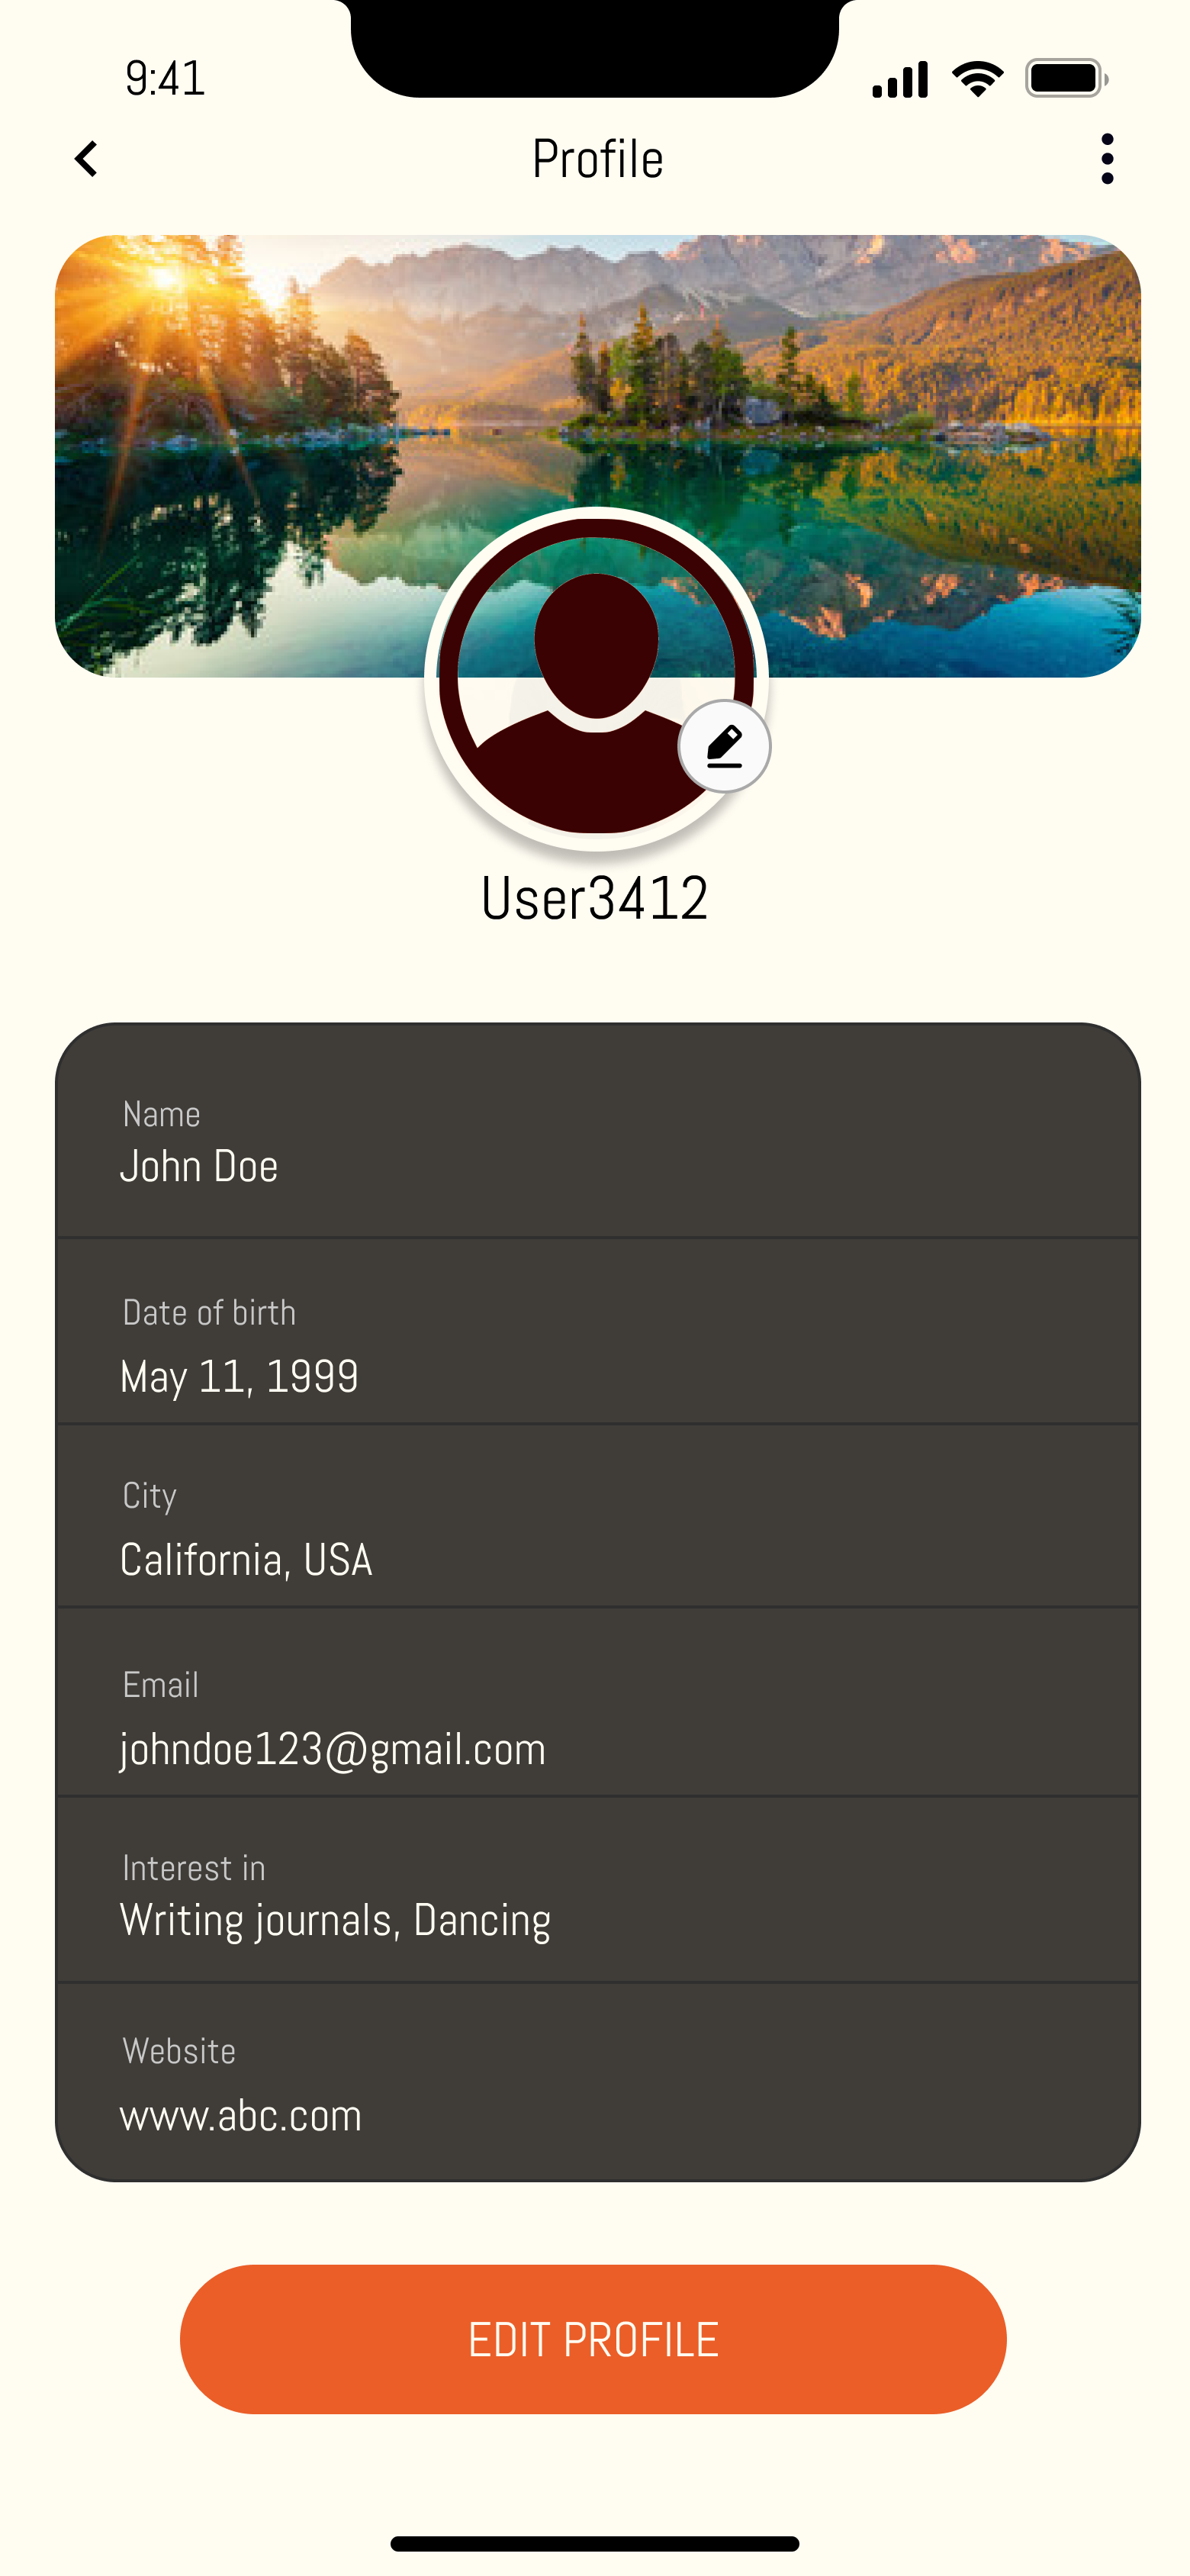 9:41
Profile
User3412
Name
John Doe
Date of birth
May 11, 1999
City
California, USA
Email
johndoe123@gmail.com
Interest in
Writing journals, Dancing
Website
www.abc.com
EDIT PROFILE